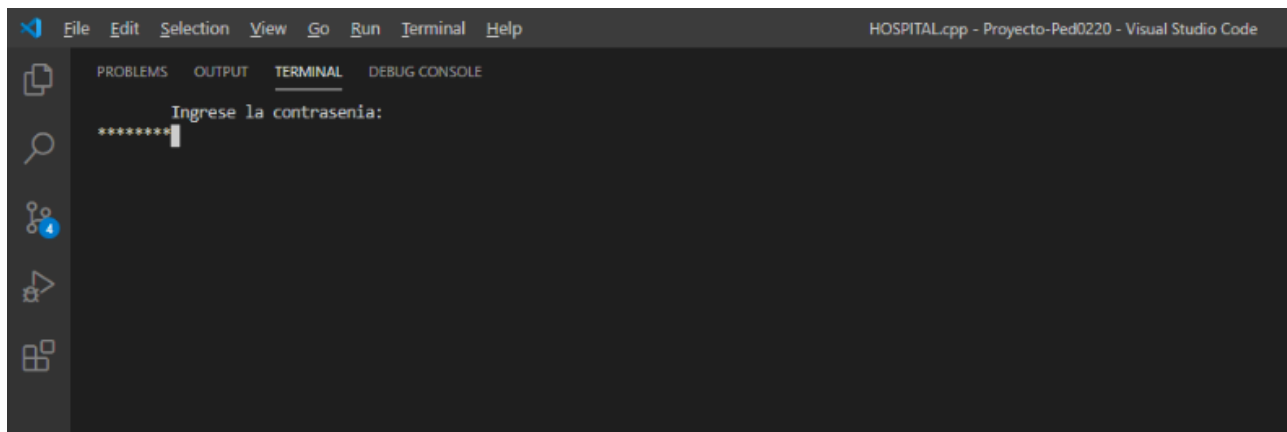 File Edit Selection View Go Run Terminal Help HOSPITAL.cpp - Proyecto-Ped0220 - Visual Studio Code
PROBLEMS OUTPUT TERMINAL DEBUG CONSOLE
Ingrese la contrasenia:
********
4